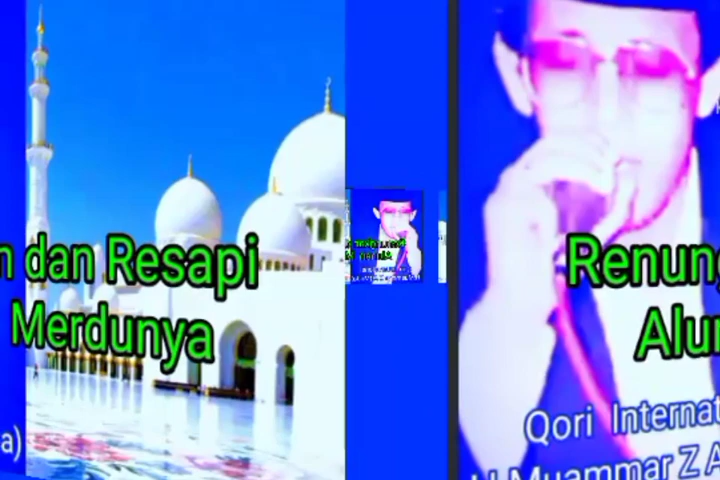 n dan Resapi
Merdunya
a)
Renung
Alun
Qori Internat
H Muammar Z A